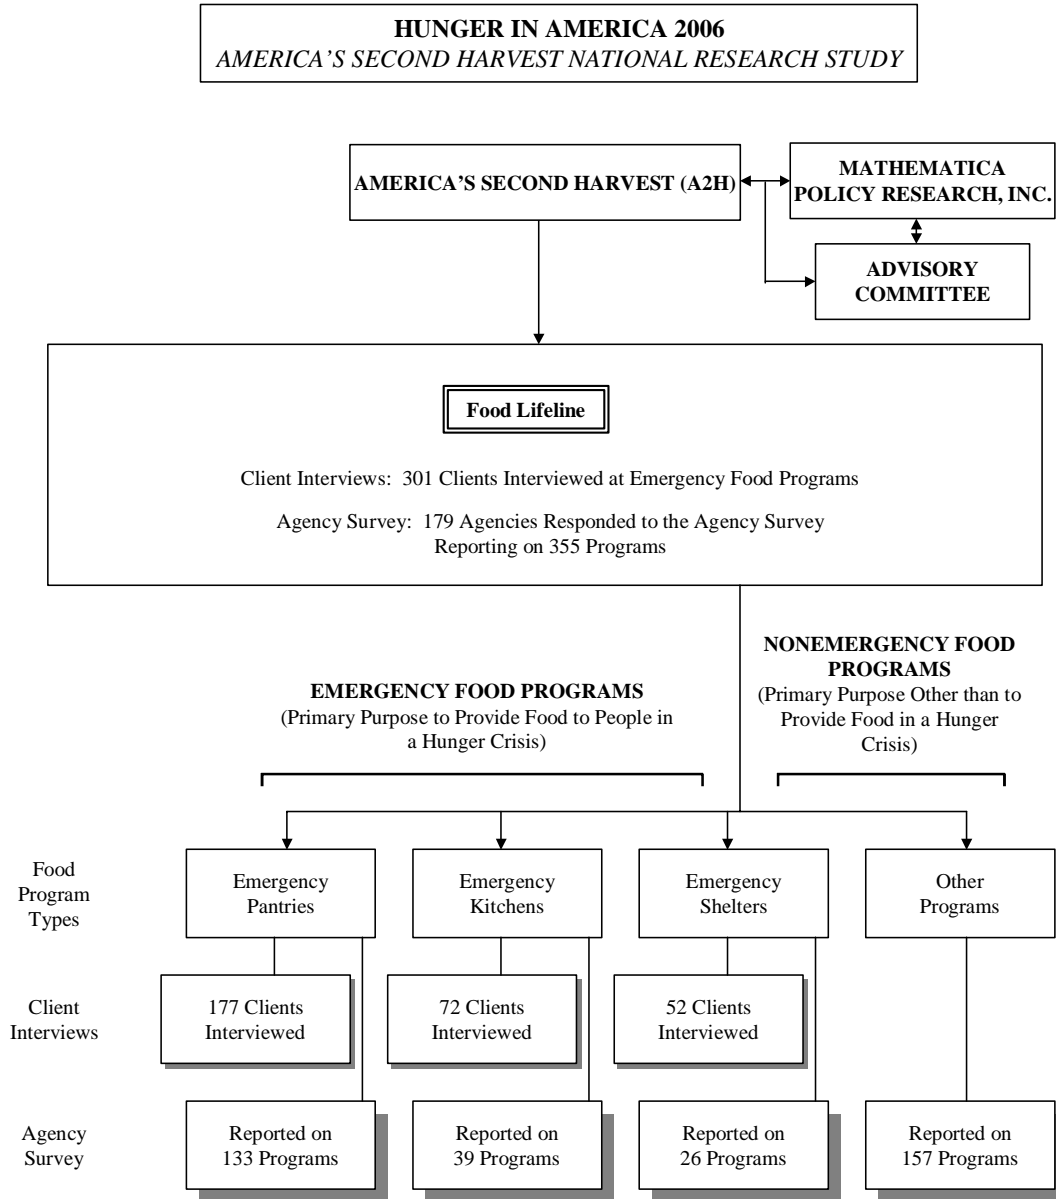 HUNGER IN AMERICA 2006
AMERICA'S SECOND HARVEST NATIONAL RESEARCH STUDY
AMERICA'S SECOND HARVEST (A2H)
MATHEMATICA
POLICY RESEARCH, INC.
ADVISORY
COMMITTEE
Food Lifeline
Client Interviews: 301 Clients Interviewed at Emergency Food Programs
Agency Survey: 179 Agencies Responded to the Agency Survey
Reporting on 355 Programs
EMERGENCY FOOD PROGRAMS
(Primary Purpose to Provide Food to People in
a Hunger Crisis)
NONEMERGENCY FOOD
PROGRAMS
(Primary Purpose Other than to
Provide Food in a Hunger
Crisis)
Food
Program
Types
Emergency
Pantries
Emergency
Kitchens
Emergency
Shelters
Other
Programs
Client
Interviews
177 Clients
Interviewed
72 Clients
Interviewed
52 Clients
Interviewed
Agency
Survey
Reported on
133 Programs
Reported on
39 Programs
Reported on
26 Programs
Reported on
157 Programs